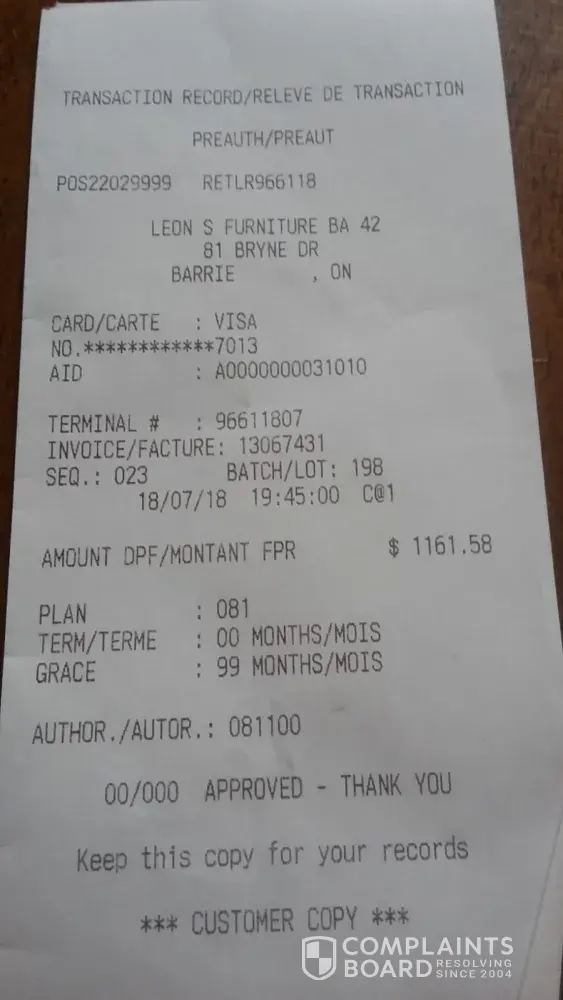 TRANSACTION RECORD/RELEVE DE TRANSACTION
PREAUTH/PREAUT
POS22029999 RETLR966118
LEON S FURNITURE BA 42
81 BRYNE DR
BARRIE , ON
CARD/CARTE : VISA
NO.************7013
AID : A0000000031010
TERMINAL # : 96611807
INVOICE/FACTURE: 13067431
SEQ.: 023 BATCH/LOT: 198
18/07/18 19:45:00 C@1
AMOUNT DPF/MONTANT FPR $ 1161.58
PLAN : 081
TERM/TERME : 00 MONTHS/MOIS
GRACE : 99 MONTHS/MOIS
AUTHOR./AUTOR.: 081100
00/000 APPROVED - THANK YOU
Keep this copy for your records
*** CUSTOMER COPY ***
COMPLAINTS
BOARD RESOLVING
SINCE 2004